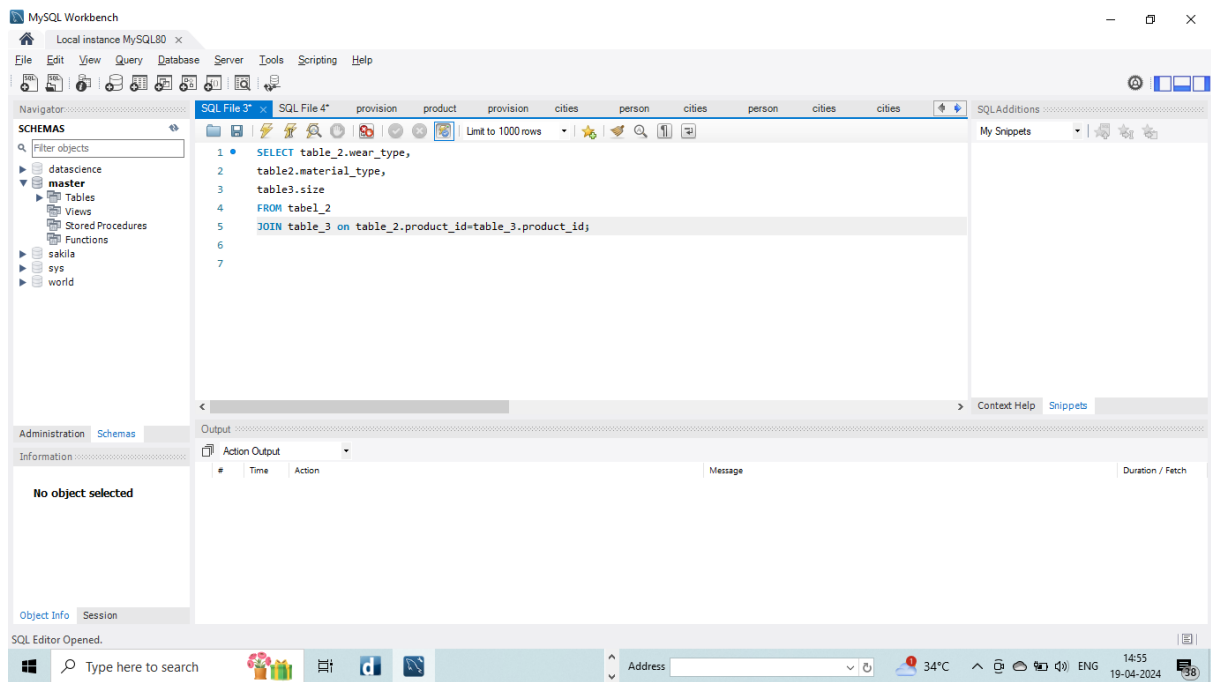 MySQL Workbench
Local instance MySQL80
File Edit View Query Database Server Tools Scripting Help
Navigator
SCHEMAS
Filter objects
datascience
master
Tables
Views
Stored Procedures
Functions
sakila
sys
world
Administration Schemas
Information
No object selected
Object Info Session
SQL File 3* SQL File 4* provision product provision cities person cities person cities cities
Limit to 1000 rows
1 SELECT table_2.wear_type,
2 table2.material_type,
3 table3.size
4 FROM tabel_2
5 JOIN table_3 on table_2.product_id=table_3.product_id;
6
7
SQLAdditions
My Snippets
Context Help Snippets
Output
Action Output
# Time Action Message Duration / Fetch
SQL Editor Opened.
Type here to search
Address
34°C
ENG
14:55
19-04-2024
38